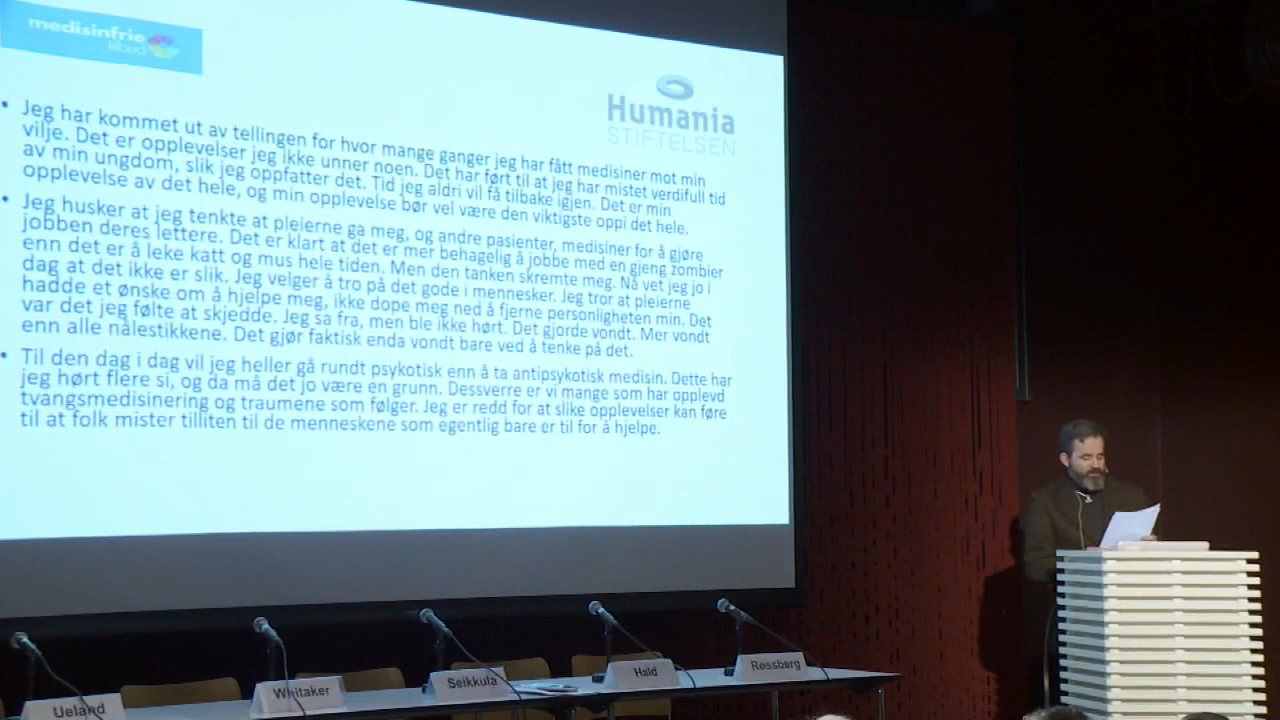 medisinfrie
tilbud
Humania
STIFTELSEN
• Jeg har kommet ut av tellingen for hvor mange ganger jeg har fått medisiner mot min
vilje. Det er opplevelser jeg ikke unner noen. Det har ført til at jeg har mistet verdifull tid
av min ungdom, slik jeg oppfatter det. Tid jeg aldri vil få tilbake igjen. Det er min
opplevelse av det hele, og min opplevelse bør vel være den viktigste oppi det hele.
• Jeg husker at jeg tenkte at pleierne ga meg, og andre pasienter, medisiner for å gjøre
jobben deres lettere. Det er klart at det er mer behagelig å jobbe med en gjeng zombier
enn det er å leke katt og mus hele tiden. Men den tanken skremte meg. Nå vet jeg jo i
dag at det ikke er slik. Jeg velger å tro på det gode i mennesker. Jeg tror at pleierne
hadde et ønske om å hjelpe meg, ikke dope meg ned å fjerne personligheten min. Det
var det jeg følte at skjedde. Jeg sa fra, men ble ikke hørt. Det gjorde vondt. Mer vondt
enn alle nålestikkene. Det gjør faktisk enda vondt bare ved å tenke på det.
• Til den dag i dag vil jeg heller gå rundt psykotisk enn å ta antipsykotisk medisin. Dette har
jeg hørt flere si, og da må det jo være en grunn. Dessverre er vi mange som har opplevd
tvangsmedisinering og traumene som følger. Jeg er redd for at slike opplevelser kan føre
til at folk mister tilliten til de menneskene som egentlig bare er til for å hjelpe.
Ueland
Whitaker
Seikkula
Hald
Røssberg